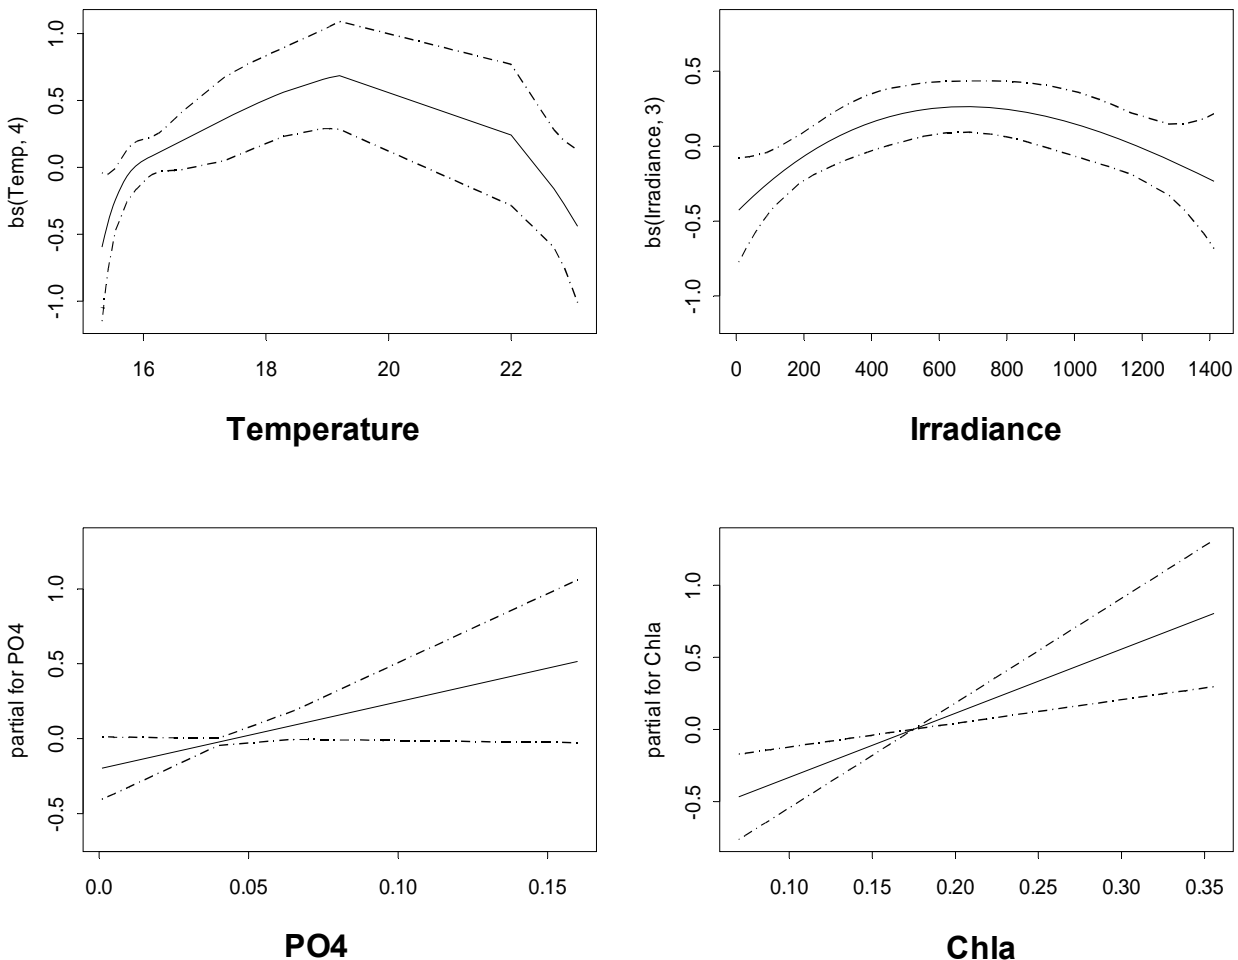 bs(Temp, 4)
1.0
0.5
0.0
-0.5
-1.0
16 18 20 22
Temperature
bs(Irradiance, 3)
0.5
0.0
-0.5
-1.0
0 200 400 600 800 1000 1200 1400
Irradiance
partial for PO4
1.0
0.5
0.0
-0.5
0.0 0.05 0.10 0.15
PO4
partial for Chla
1.0
0.5
0.0
-0.5
0.10 0.15 0.20 0.25 0.30 0.35
Chla